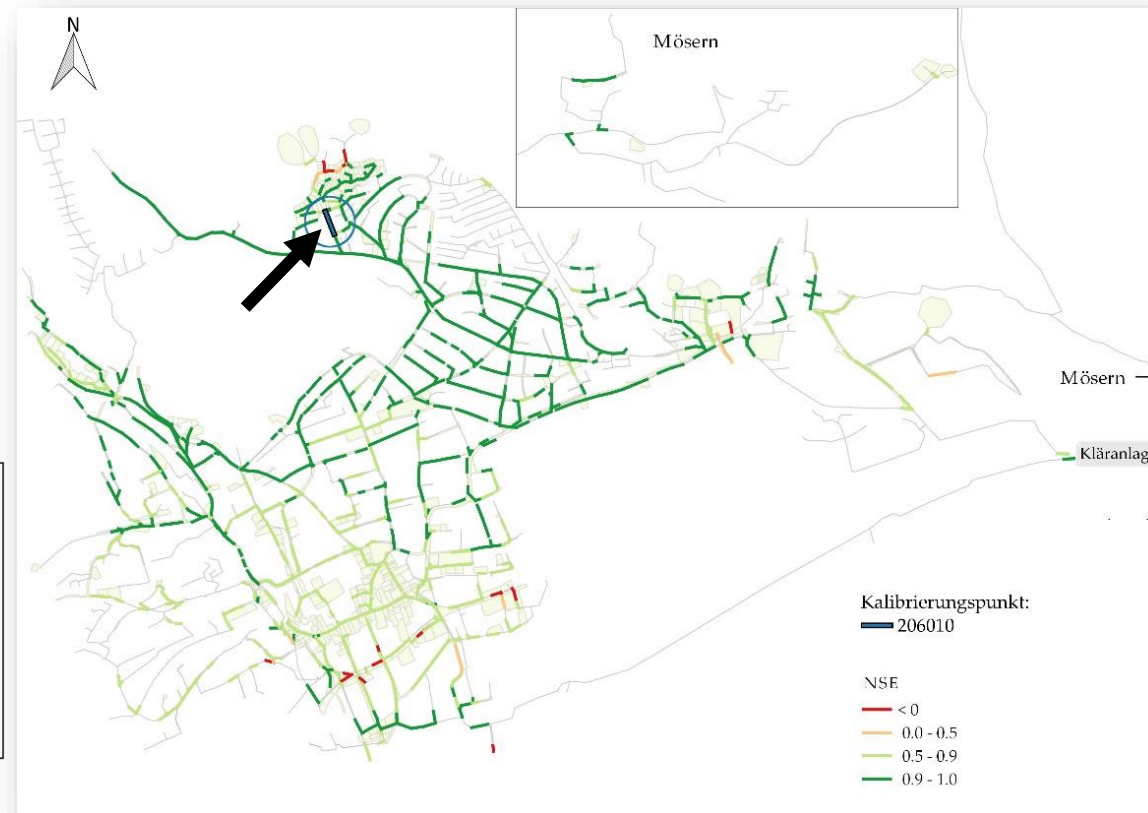 N
Mösern
Mösern
Kläranlag
Kalibrierungspunkt:
206010
NSE
< 0
0.0 - 0.5
0.5 - 0.9
0.9 - 1.0